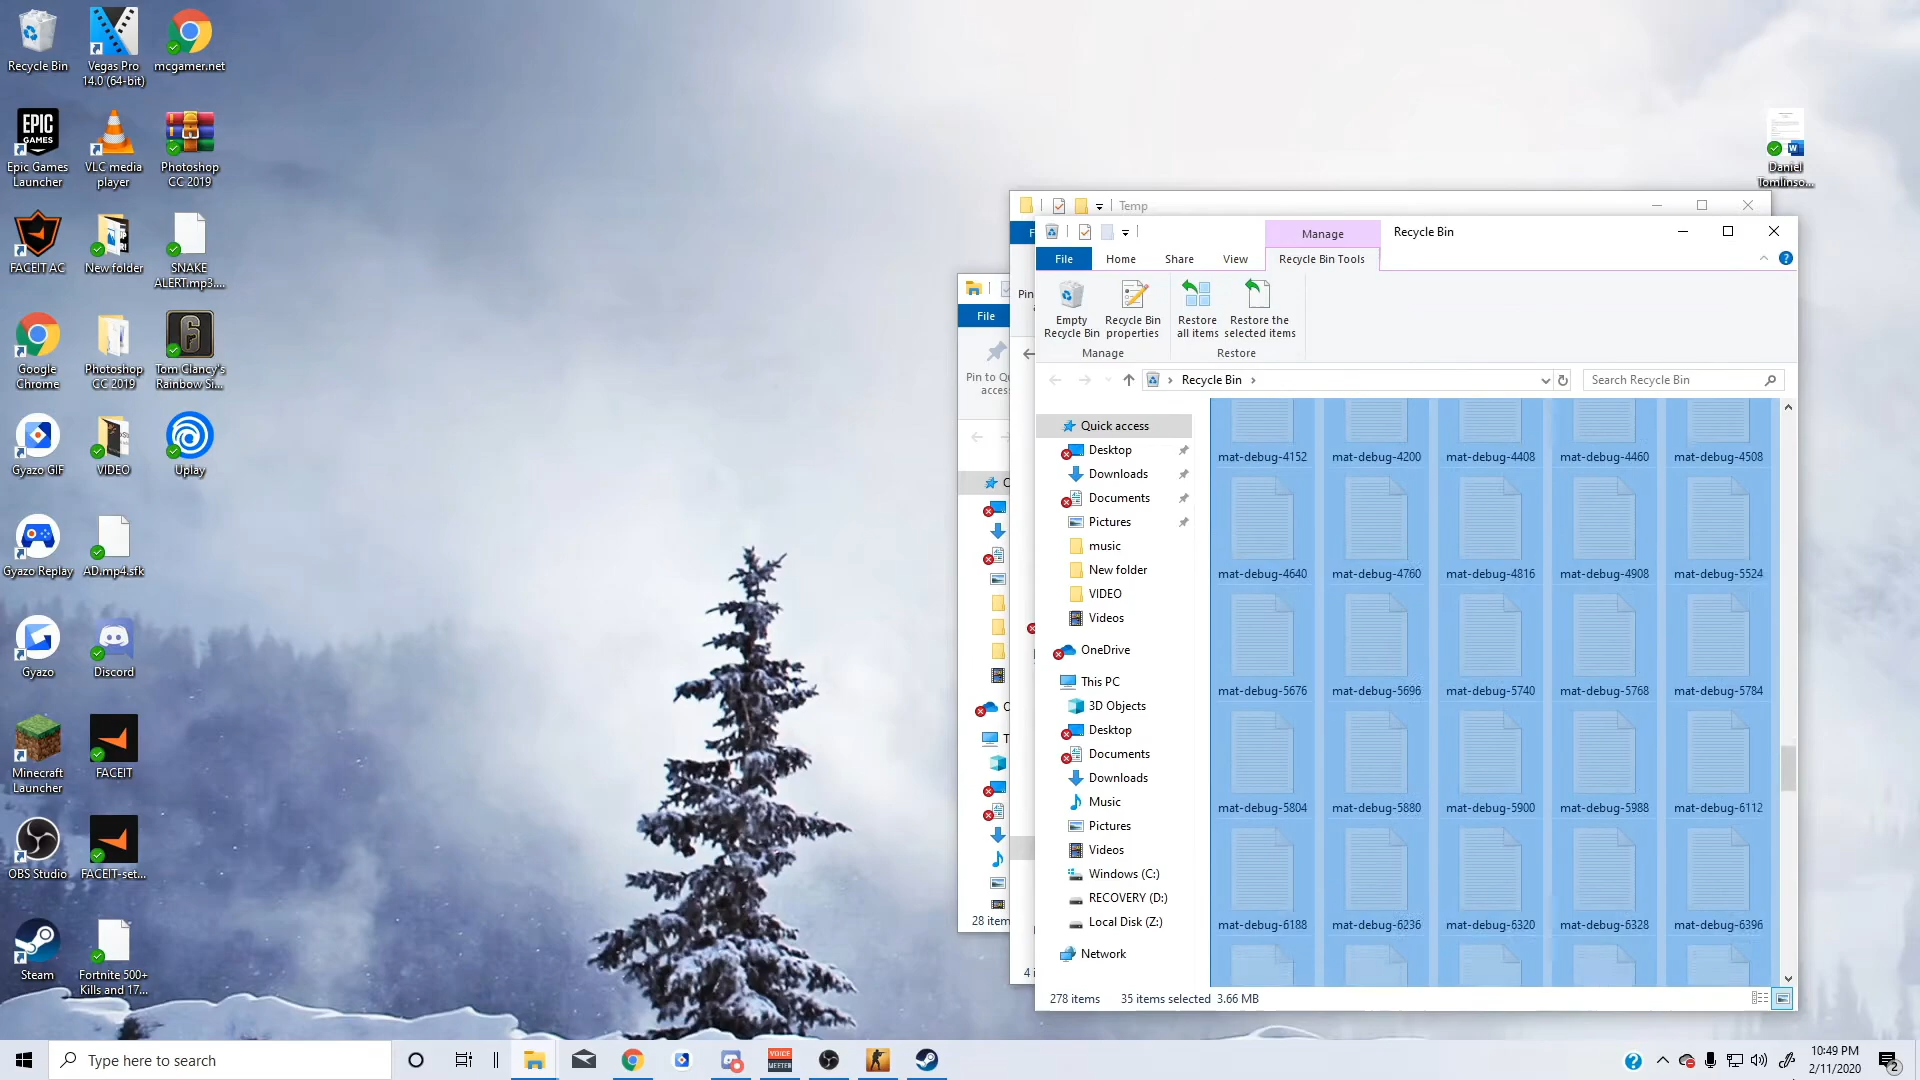 Recycle Bin
Vegas Pro
14.0 (64-bit)
mcgamer.net
EPIC
GAMES
Epic Games
Launcher
VLC media
player
Photoshop
CC 2019
FACEIT AC
New folder
SNAKE
ALERT.mp3....
Google
Chrome
Photoshop
CC 2019
Tom Clancy's
Rainbow Si...
Gyazo GIF
VIDEO
Uplay
Gyazo Replay
AD.mp4.sfk
Gyazo
Discord
Minecraft
Launcher
FACEIT
OBS Studio
FACEIT-set...
Steam
Fortnite 500+
Kills and 17...
Daniel
Tomlinso...
Temp
File
28 item
Manage
Recycle Bin
File
Home
Share
View
Recycle Bin Tools
Empty
Recycle Bin
Recycle Bin
properties
Restore
all items
Restore the
selected items
Manage
Restore
Recycle Bin
Search Recycle Bin
Quick access
Desktop
Downloads
Documents
Pictures
music
New folder
VIDEO
Videos
OneDrive
This PC
3D Objects
Desktop
Documents
Downloads
Music
Pictures
Videos
Windows (C:)
RECOVERY (D:)
Local Disk (Z:)
Network
mat-debug-4152 mat-debug-4200 mat-debug-4408 mat-debug-4460 mat-debug-4508
mat-debug-4640 mat-debug-4760 mat-debug-4816 mat-debug-4908 mat-debug-5524
mat-debug-5676 mat-debug-5696 mat-debug-5740 mat-debug-5768 mat-debug-5784
mat-debug-5804 mat-debug-5880 mat-debug-5900 mat-debug-5988 mat-debug-6112
mat-debug-6188 mat-debug-6236 mat-debug-6320 mat-debug-6328 mat-debug-6396
278 items 35 items selected 3.66 MB
Type here to search
VOICE
MEETER
10:49 PM
2/11/2020
2